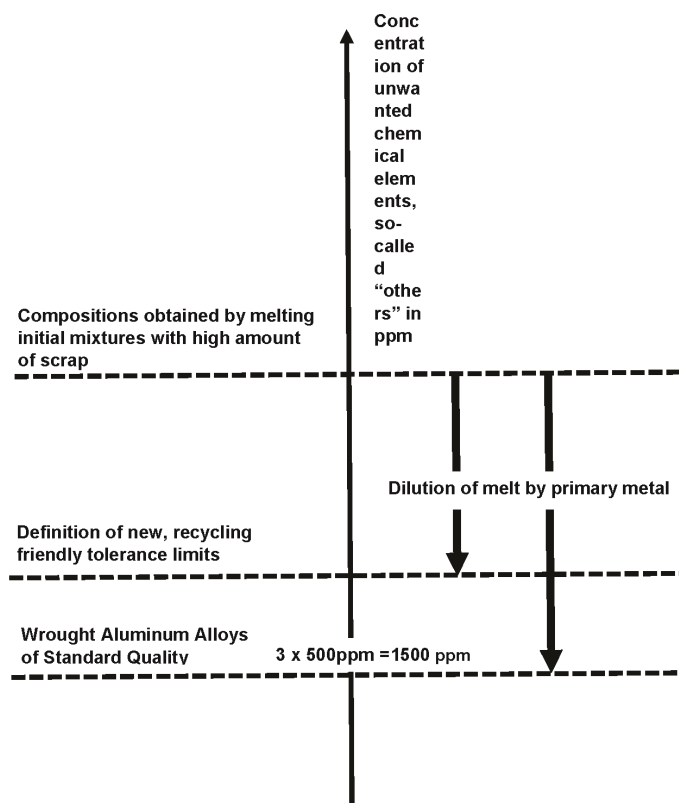 Conc
entrat
ion of
unwa
nted
chem
ical
elem
ents,
so-
calle
d
“othe
rs” in
ppm
Compositions obtained by melting
initial mixtures with high amount
of scrap
Dilution of melt by primary metal
Definition of new, recycling
friendly tolerance limits
Wrought Aluminum Alloys
of Standard Quality
3 x 500ppm =1500 ppm